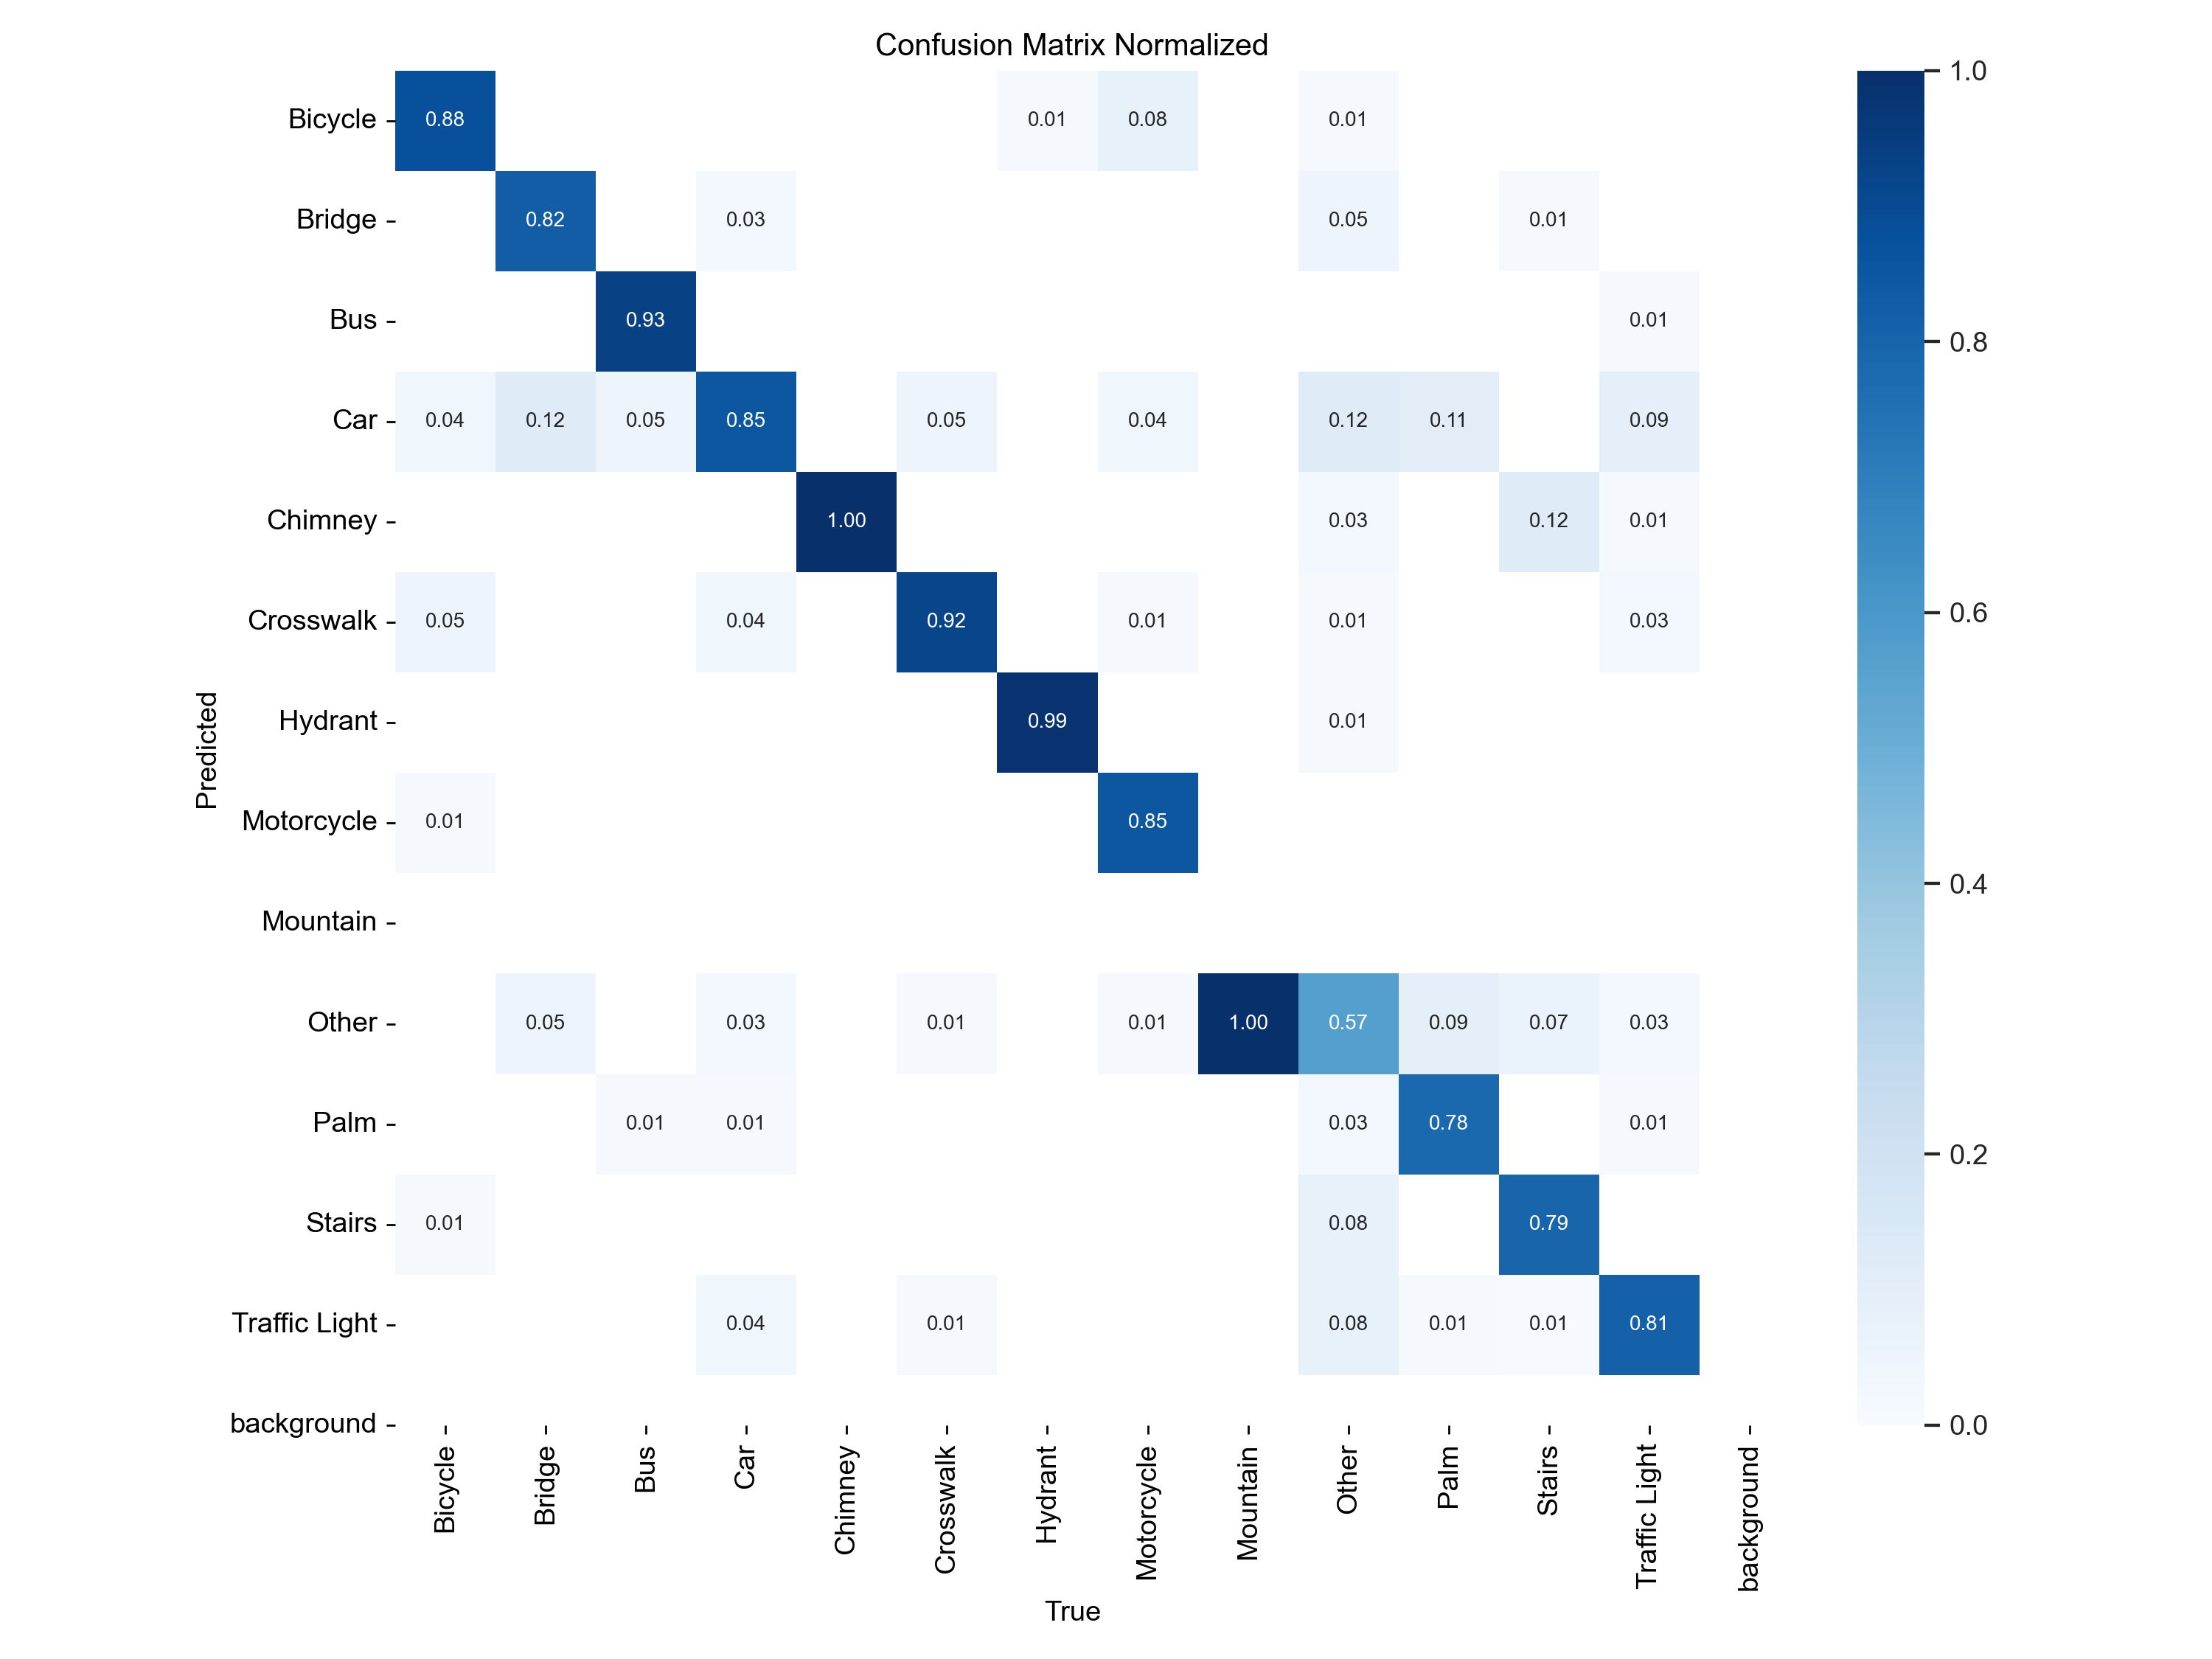 Confusion Matrix Normalized
Bicycle 0.88 0.01 0.08 0.01
Bridge 0.82 0.03 0.05 0.01
Bus 0.93 0.01
Car 0.04 0.12 0.05 0.85 0.05 0.04 0.12 0.11 0.09
Chimney 1.00 0.03 0.12 0.01
Crosswalk 0.05 0.04 0.92 0.01 0.01 0.03
Hydrant 0.99 0.01
Motorcycle 0.01 0.85
Mountain
Other 0.05 0.03 0.01 0.01 1.00 0.57 0.09 0.07 0.03
Palm 0.01 0.01 0.03 0.78 0.01
Stairs 0.01 0.08 0.79
Traffic Light 0.04 0.01 0.08 0.01 0.01 0.81
background
Predicted
Bicycle Bridge Bus Car Chimney Crosswalk Hydrant Motorcycle Mountain Other Palm Stairs Traffic Light background
True
1.0
0.8
0.6
0.4
0.2
0.0